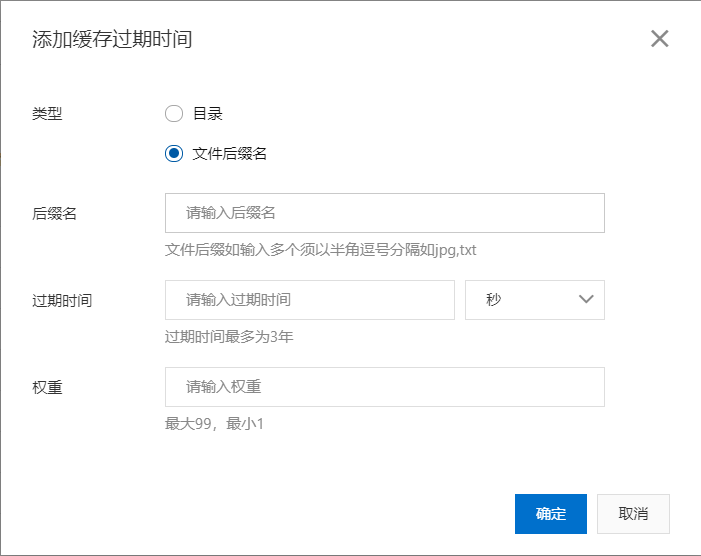 添加缓存过期时间
类型
目录
文件后缀名
后缀名
请输入后缀名
文件后缀如输入多个须以半角逗号分隔如jpg,txt
过期时间
请输入过期时间
秒
过期时间最多为3年
权重
请输入权重
最大99，最小1
确定
取消